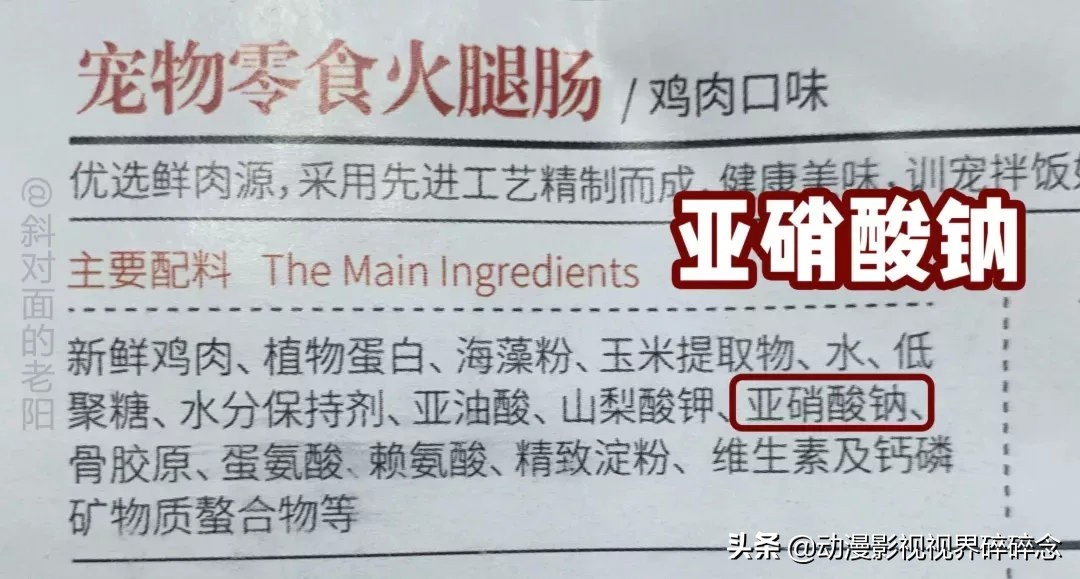 宠物零食火腿肠 / 鸡肉口味
优选鲜肉源，采用先进工艺精制而成，健康美味，训宠拌饭
亚硝酸钠
主要配料 The Main Ingredients
新鲜鸡肉、植物蛋白、海藻粉、玉米提取物、水、低
聚糖、水分保持剂、亚油酸、山梨酸钾、亚硝酸钠、
骨胶原、蛋氨酸、赖氨酸、精致淀粉、维生素及钙磷
矿物质螯合物等
@斜对面的老阳
头条 @动漫影视视界碎碎念